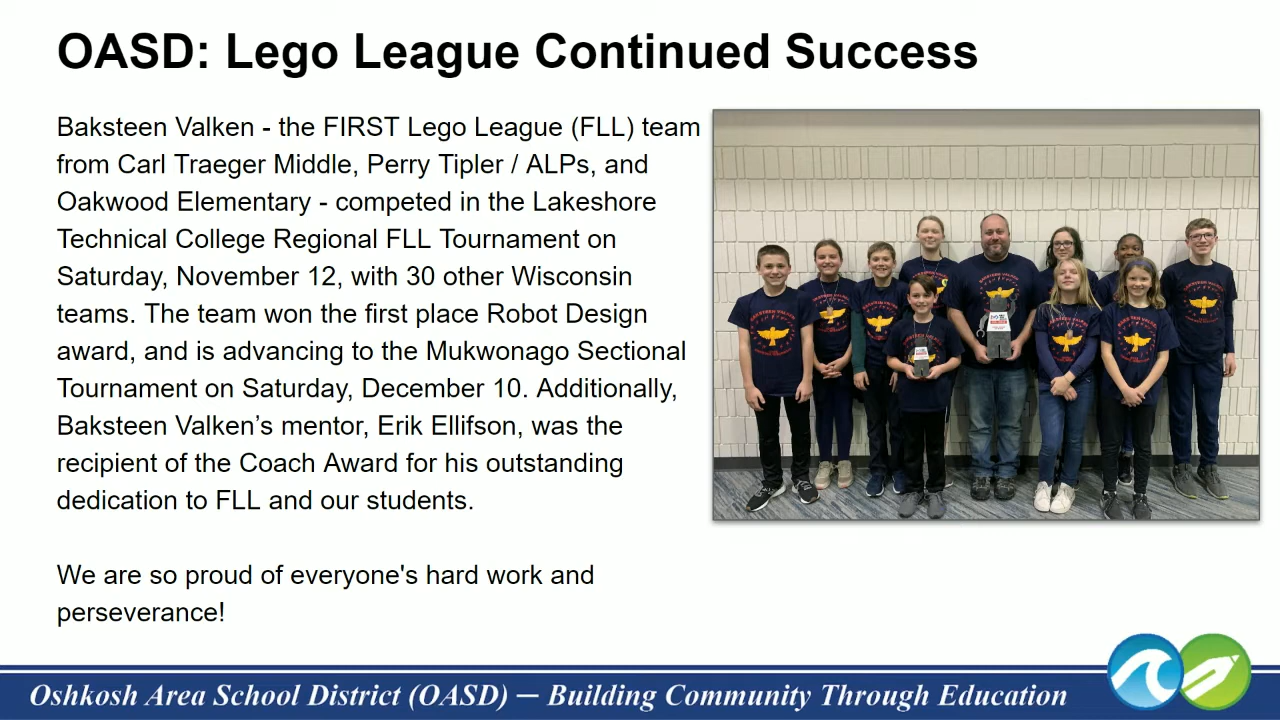 OASD: Lego League Continued Success
Baksteen Valken - the FIRST Lego League (FLL) team
from Carl Traeger Middle, Perry Tipler / ALPs, and
Oakwood Elementary - competed in the Lakeshore
Technical College Regional FLL Tournament on
Saturday, November 12, with 30 other Wisconsin
teams. The team won the first place Robot Design
award, and is advancing to the Mukwonago Sectional
Tournament on Saturday, December 10. Additionally,
Baksteen Valken’s mentor, Erik Ellifson, was the
recipient of the Coach Award for his outstanding
dedication to FLL and our students.
We are so proud of everyone's hard work and
perseverance!
Oshkosh Area School District (OASD) — Building Community Through Education